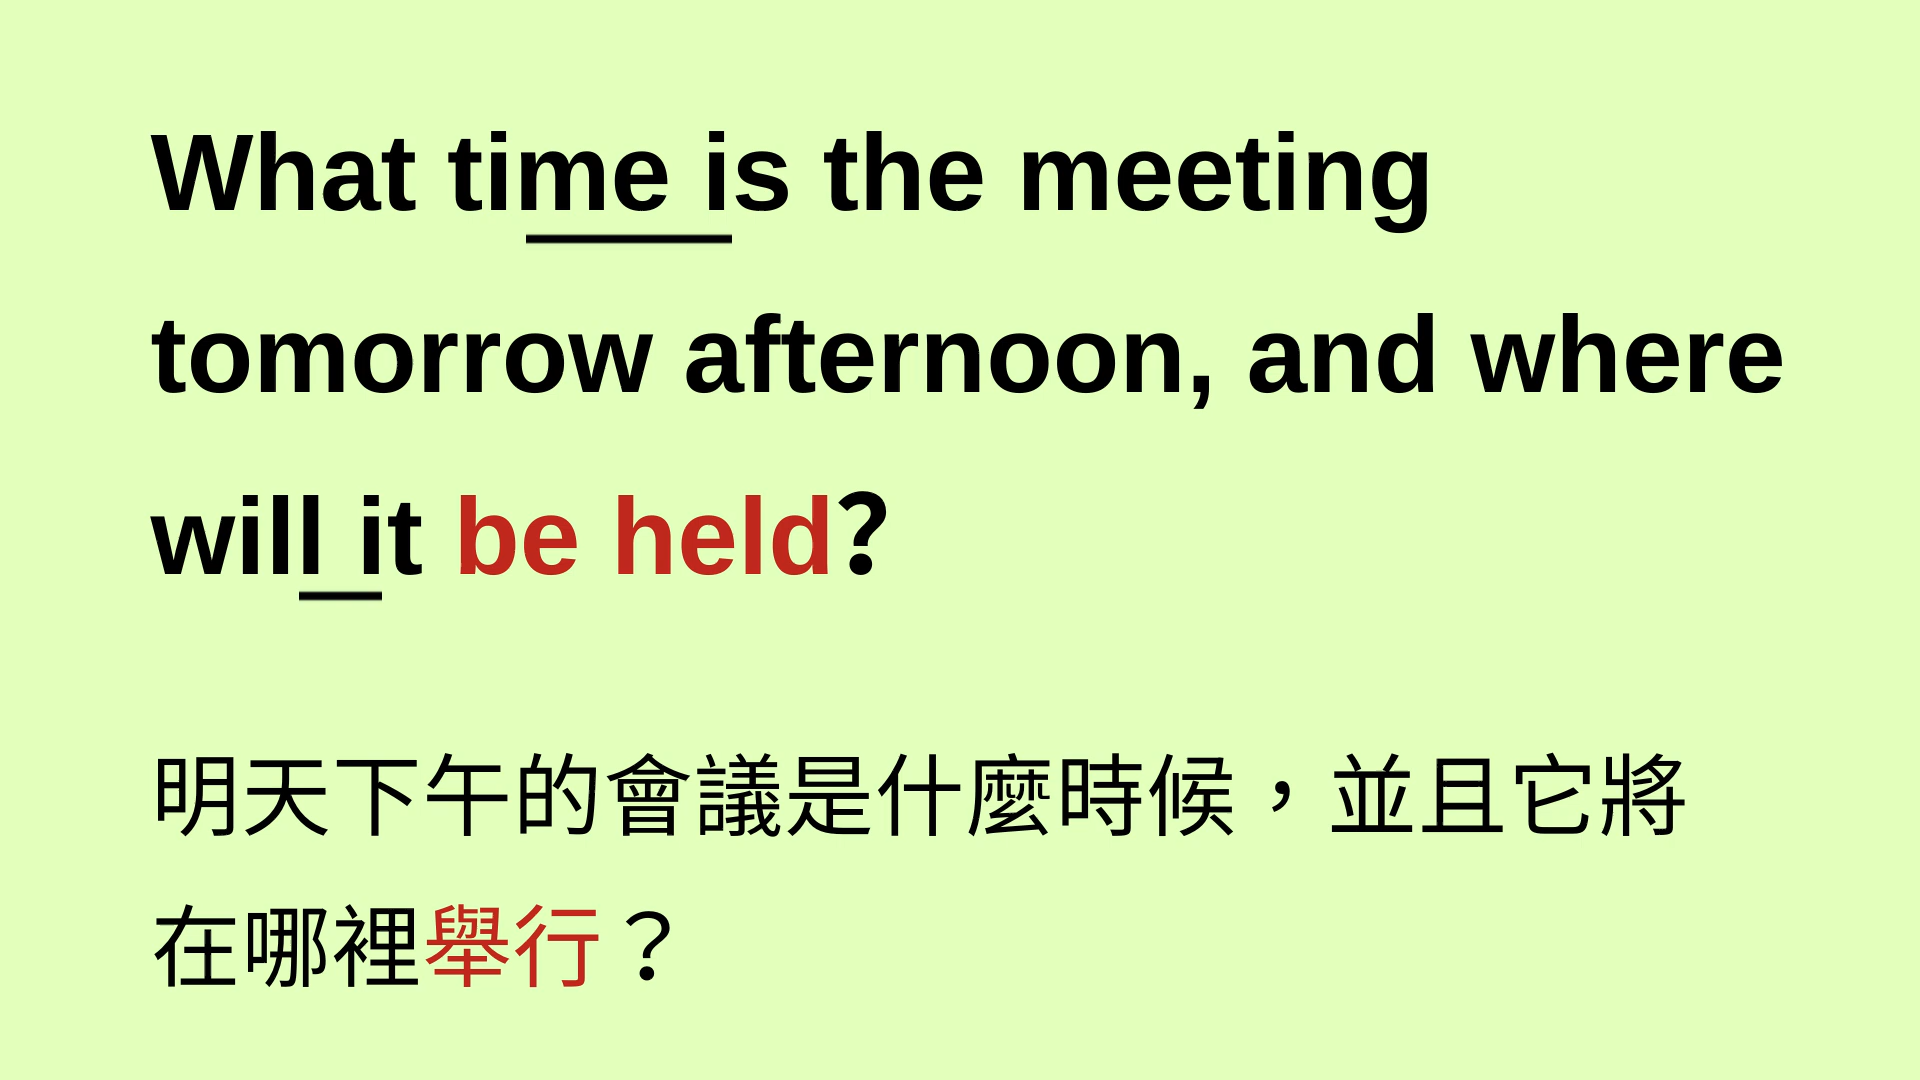 What time is the meeting
tomorrow afternoon, and where
will it be held?
明天下午的會議是什麼時候，並且它將
在哪裡舉行？